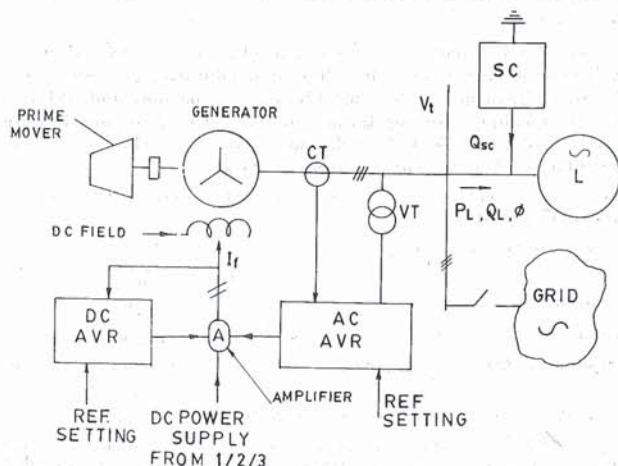 SC
PRIME
MOVER
GENERATOR
CT
Vt
Qsc
~
L
VT
PL, QL, ø
DC FIELD
If
DC
AVR
A
AC
AVR
GRID
~
AMPLIFIER
REF.
SETTING
DC POWER
SUPPLY
FROM 1/2/3
REF
SETTING